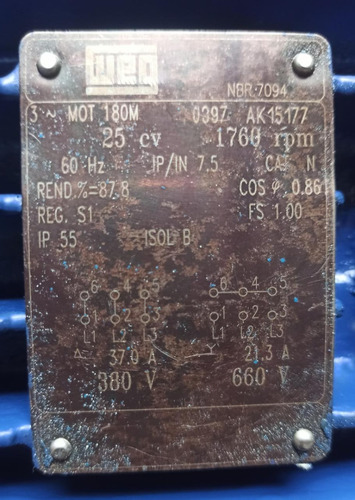 WEG
NBR.7094
3~ MOT 180M 0397 AK15177
25 cv 1760 rpm
60 Hz IP/IN 7.5 CAT. N
REND.%=87.8 COS φ 0.86
REG. S1 FS 1.00
IP 55 ISOL B
6 4 5 6 4 5
1 2 3 1 2 3
L1 L2 L3 L1 L2 L3
△ 37.0 A Y 21.3 A
380 V 660 V